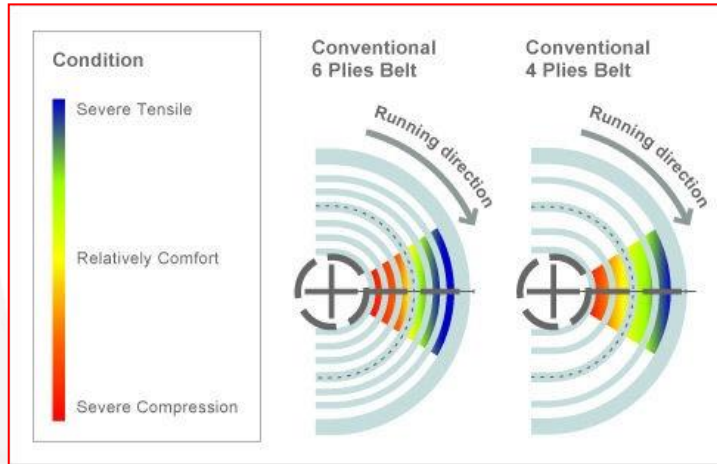 Condition
Severe Tensile
Relatively Comfort
Severe Compression
Conventional
6 Plies Belt
Running direction
Conventional
4 Plies Belt
Running direction